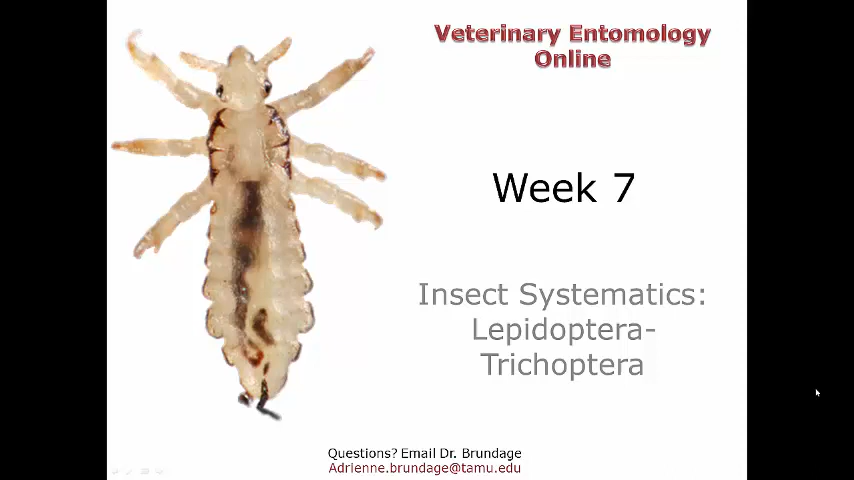 Veterinary Entomology
Online
Week 7
Insect Systematics:
Lepidoptera-
Trichoptera
Questions? Email Dr. Brundage
Adrienne.brundage@tamu.edu